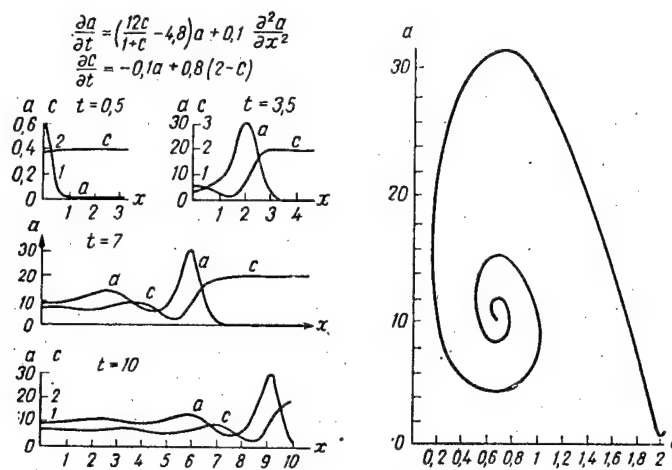 ∂a/∂t = (12c/1+c − 4,8) a + 0,1 ∂²a/∂x²
∂c/∂t = −0,1a + 0,8 (2 − c)
a c t = 0,5
0,6
0,4
0,2
0
2
1
c
a
1 2 3 x
a c t = 3,5
30 3
20 2
10 1
0
a
c
1 2 3 4 x
a
t = 7
30
20
10
0
a c a c
x
a c t = 10
30
20 2
10 1
0
a c
1 2 3 4 5 6 7 8 9 10 x
a
30
20
10
0
0,2 0,4 0,6 0,8 1 1,2 1,4 1,6 1,8 2